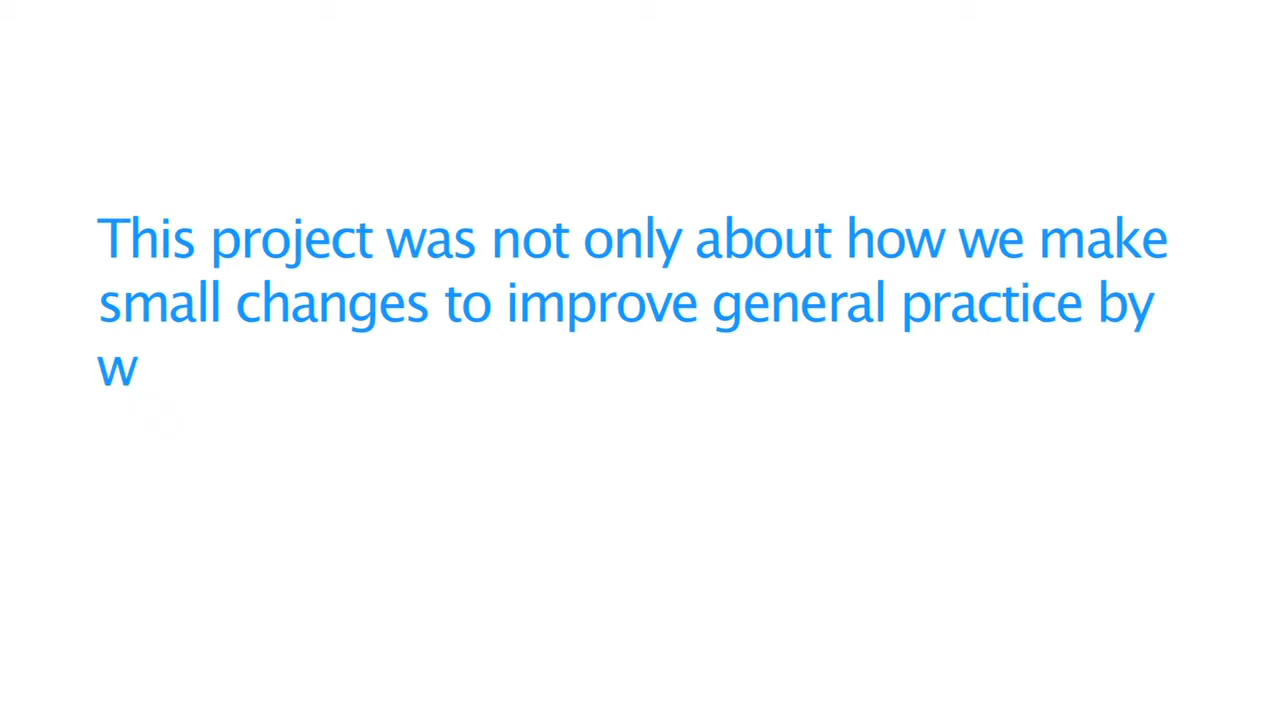 This project was not only about how we make
small changes to improve general practice by
w